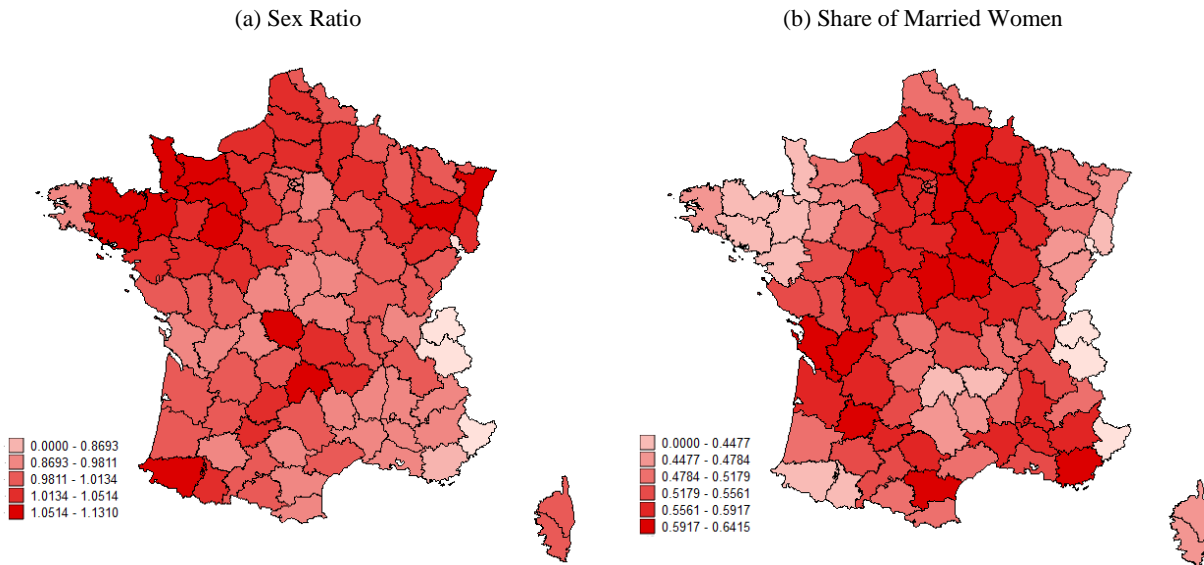 (a) Sex Ratio
(b) Share of Married Women
0.0000 - 0.8693
0.8693 - 0.9811
0.9811 - 1.0134
1.0134 - 1.0514
1.0514 - 1.1310
0.0000 - 0.4477
0.4477 - 0.4784
0.4784 - 0.5179
0.5179 - 0.5561
0.5561 - 0.5917
0.5917 - 0.6415